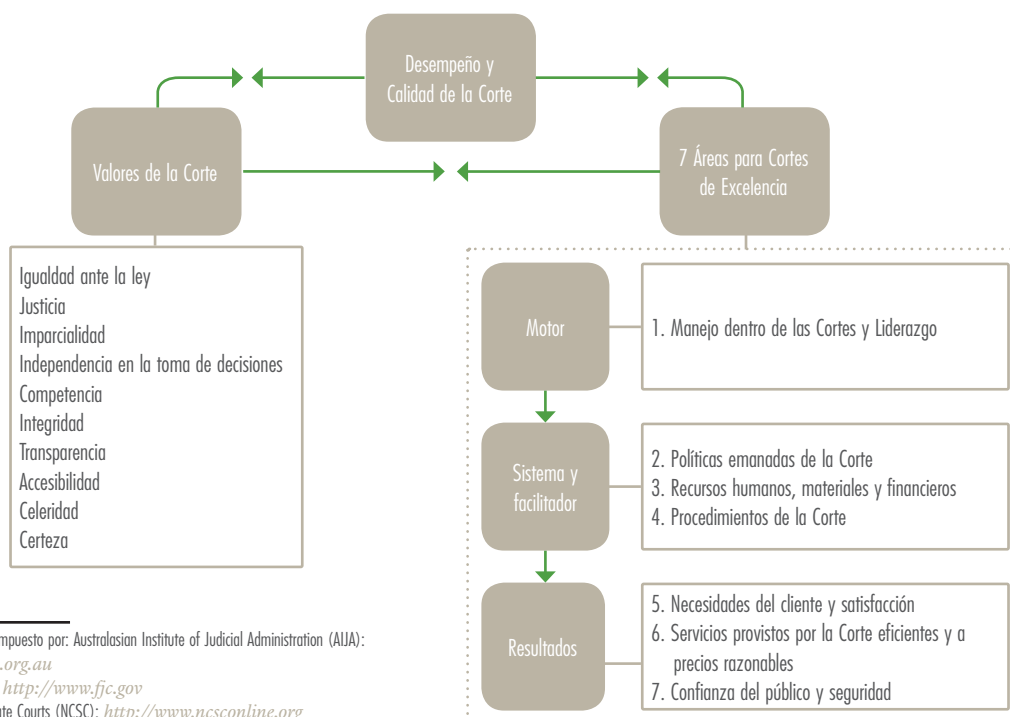 Desempeño y
Calidad de la Corte
Valores de la Corte
7 Áreas para Cortes
de Excelencia
Igualdad ante la ley
Justicia
Imparcialidad
Independencia en la toma de decisiones
Competencia
Integridad
Transparencia
Accesibilidad
Celeridad
Certeza
Motor
1. Manejo dentro de las Cortes y Liderazgo
Sistema y
facilitador
2. Políticas emanadas de la Corte
3. Recursos humanos, materiales y financieros
4. Procedimientos de la Corte
Resultados
5. Necesidades del cliente y satisfacción
6. Servicios provistos por la Corte eficientes y a
precios razonables
7. Confianza del público y seguridad
mpuesto por: Australasian Institute of Judicial Administration (AIJA):
.org.au
http://www.fjc.gov
ate Courts (NCSC): http://www.ncsconline.org